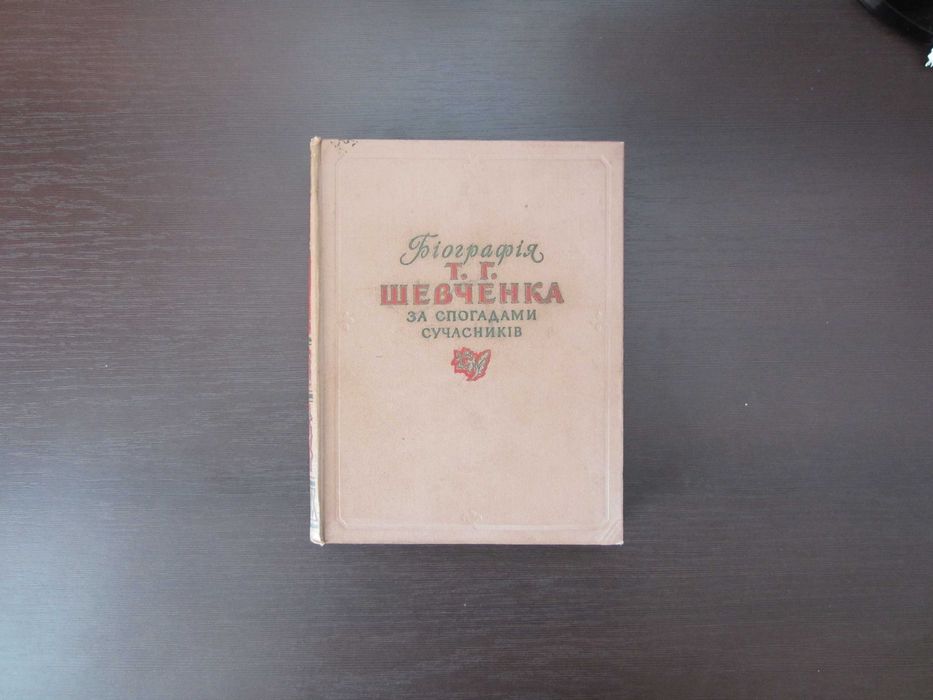 Біографія
Т. Г.
ШЕВЧЕНКА
ЗА СПОГАДАМИ
СУЧАСНИКІВ